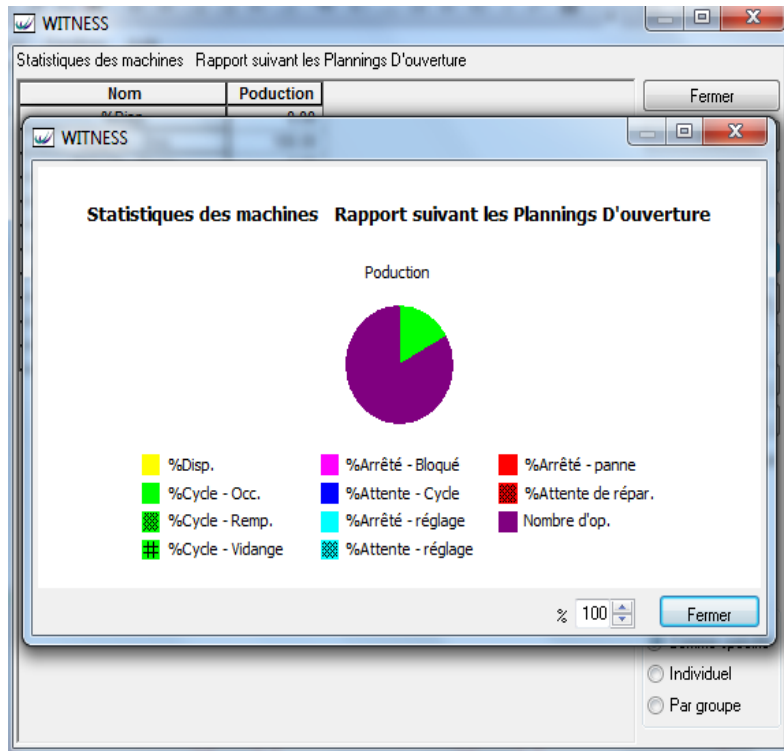 WITNESS
Statistiques des machines Rapport suivant les Plannings D'ouverture
Nom Poduction
Fermer
WITNESS
Statistiques des machines Rapport suivant les Plannings D'ouverture
Poduction
%Disp. %Arrêté - Bloqué %Arrêté - panne
%Cycle - Occ. %Attente - Cycle %Attente de répar.
%Cycle - Remp. %Arrêté - réglage Nombre d'op.
%Cycle - Vidange %Attente - réglage
% 100 Fermer
Individuel
Par groupe